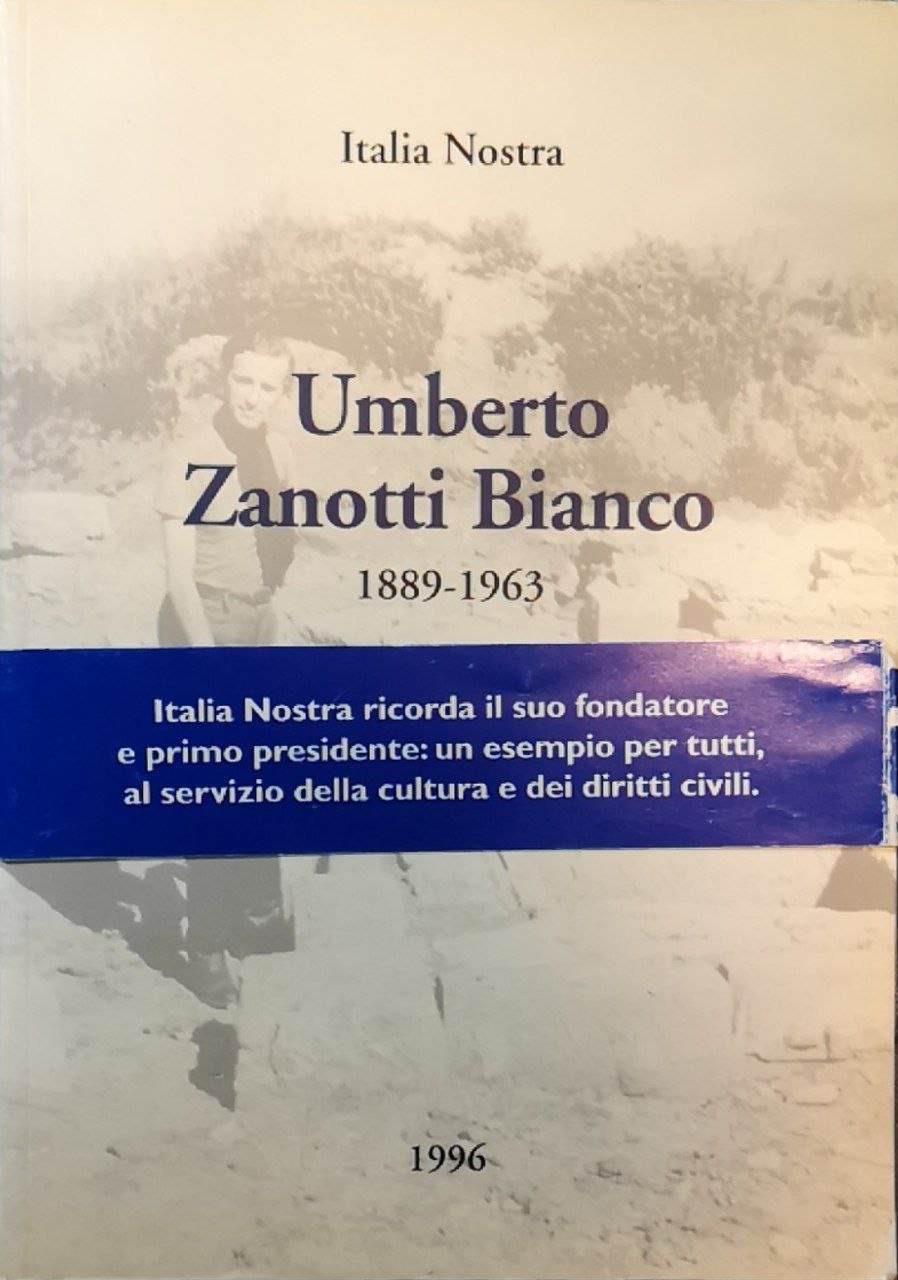 Italia Nostra
Umberto
Zanotti Bianco
1889-1963
Italia Nostra ricorda il suo fondatore
e primo presidente: un esempio per tutti,
al servizio della cultura e dei diritti civili.
1996